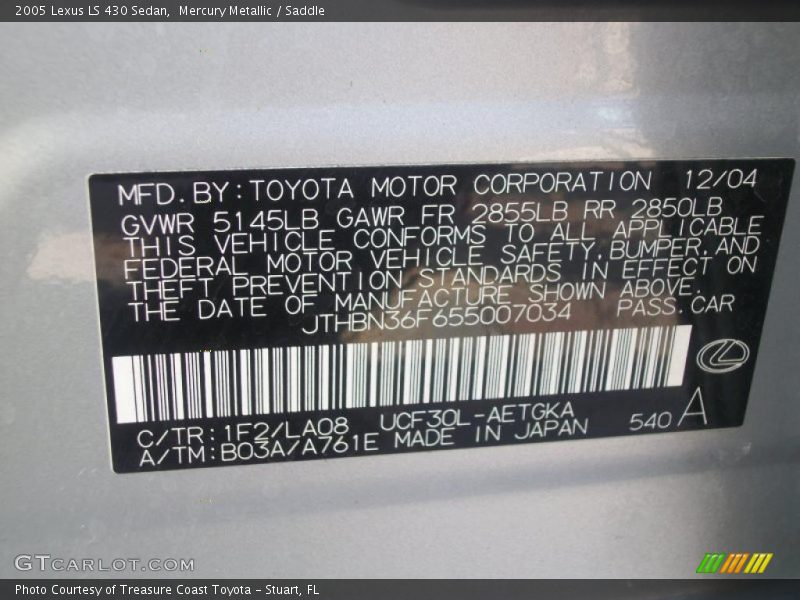 2005 Lexus LS 430 Sedan, Mercury Metallic / Saddle
MFD. BY: TOYOTA MOTOR CORPORATION 12/04
GVWR 5145LB GAWR FR 2855LB RR 2850LB
THIS VEHICLE CONFORMS TO ALL APPLICABLE
FEDERAL MOTOR VEHICLE SAFETY, BUMPER, AND
THEFT PREVENTION STANDARDS IN EFFECT ON
THE DATE OF MANUFACTURE SHOWN ABOVE.
JTHBN36F655007034 PASS. CAR
C/TR: 1F2/LA08 UCF30L-AETGKA
A/TM: B03A/A761E MADE IN JAPAN 540 A
GTCARLOT.COM
Photo Courtesy of Treasure Coast Toyota - Stuart, FL